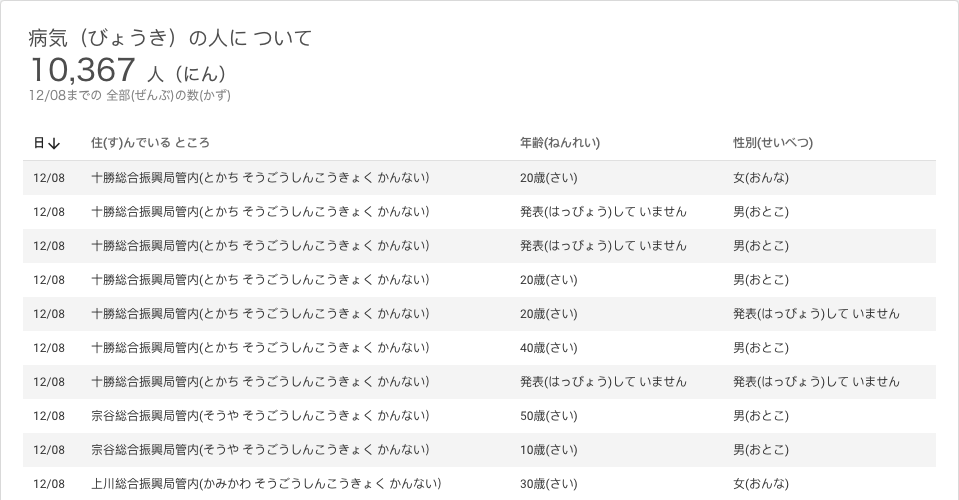 病気（びょうき）の人に ついて
10,367 人（にん）
12/08までの 全部(ぜんぶ)の数(かず)
日↓ 住(す)んでいる ところ 年齢(ねんれい) 性別(せいべつ)
12/08 十勝総合振興局管内(とかち そうごうしんこうきょく かんない) 20歳(さい) 女(おんな)
12/08 十勝総合振興局管内(とかち そうごうしんこうきょく かんない) 発表(はっぴょう)して いません 男(おとこ)
12/08 十勝総合振興局管内(とかち そうごうしんこうきょく かんない) 発表(はっぴょう)して いません 男(おとこ)
12/08 十勝総合振興局管内(とかち そうごうしんこうきょく かんない) 20歳(さい) 男(おとこ)
12/08 十勝総合振興局管内(とかち そうごうしんこうきょく かんない) 20歳(さい) 発表(はっぴょう)して いません
12/08 十勝総合振興局管内(とかち そうごうしんこうきょく かんない) 40歳(さい) 男(おとこ)
12/08 十勝総合振興局管内(とかち そうごうしんこうきょく かんない) 発表(はっぴょう)して いません 発表(はっぴょう)して いません
12/08 宗谷総合振興局管内(そうや そうごうしんこうきょく かんない) 50歳(さい) 男(おとこ)
12/08 宗谷総合振興局管内(そうや そうごうしんこうきょく かんない) 10歳(さい) 男(おとこ)
12/08 上川総合振興局管内(かみかわ そうごうしんこうきょく かんない) 30歳(さい) 女(おんな)